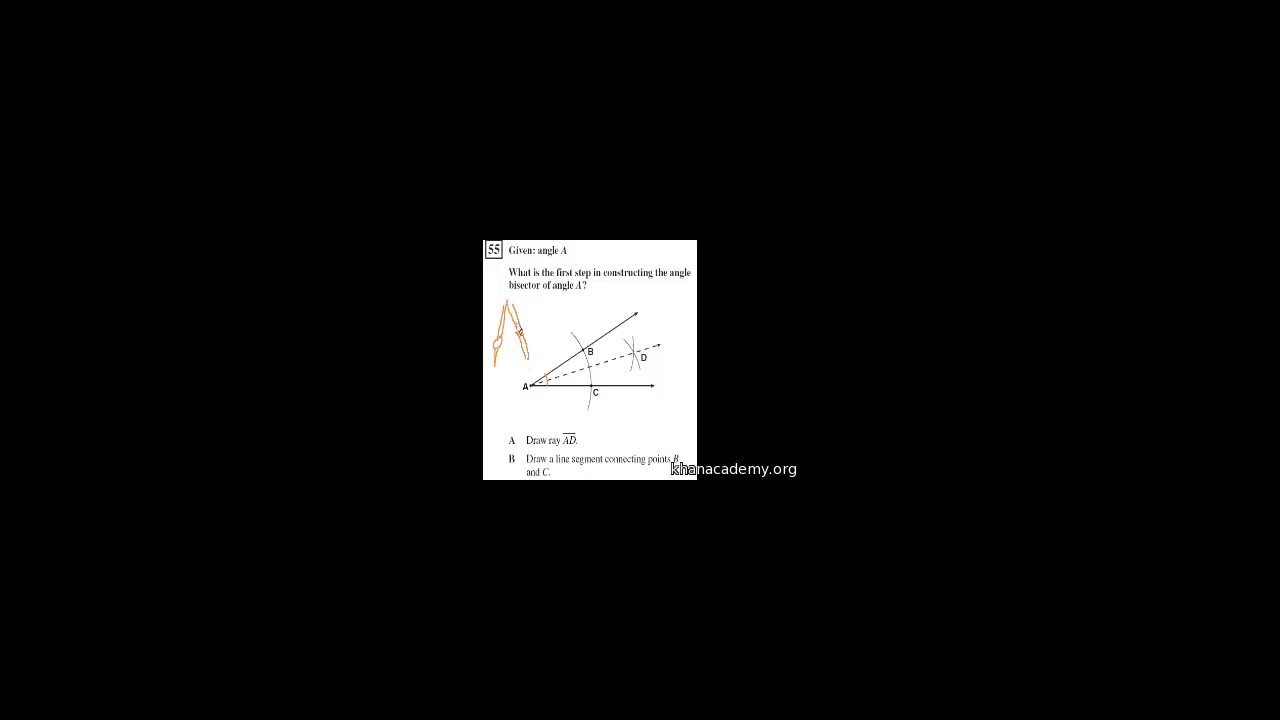 55 Given: angle A
What is the first step in constructing the angle
bisector of angle A?
B
D
A
C
A Draw ray AD.
B Draw a line segment connecting points B
and C.
khanacademy.org